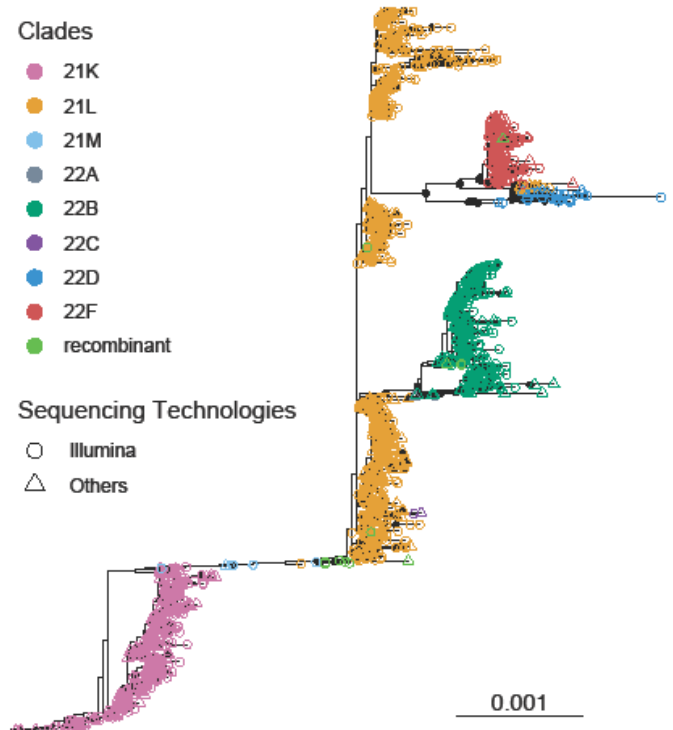 Clades
21K
21L
21M
22A
22B
22C
22D
22F
recombinant
Sequencing Technologies
Illumina
Others
0.001